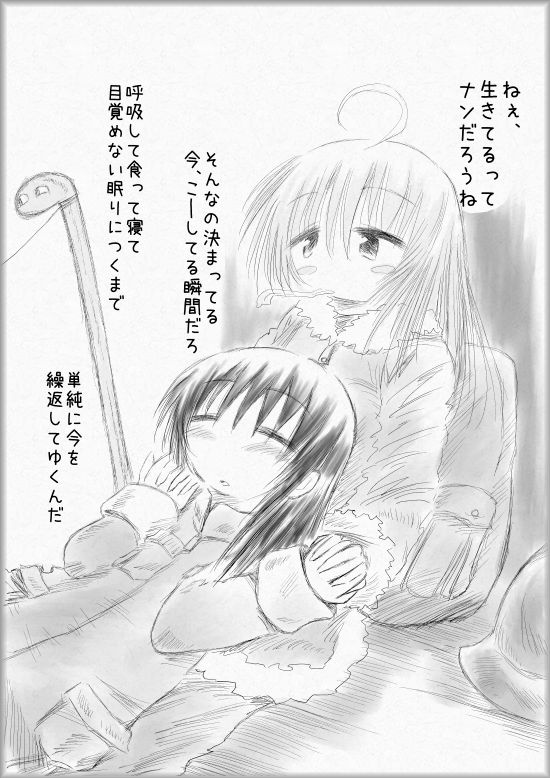 ねぇ、
生きてるって
ナンだろうね
そんなの決まってる
今、こーしてる瞬間だろ
呼吸して食って寝て
目覚めない眠りにつくまで
単純に今を
繰返してゆくんだ